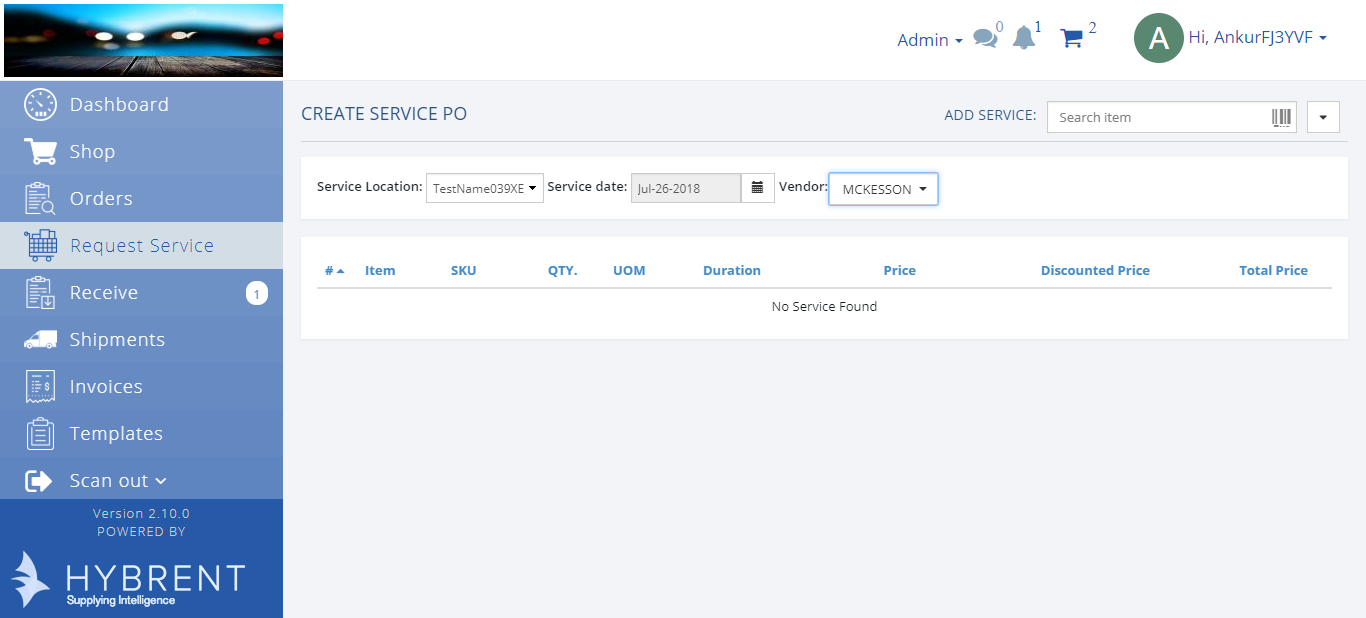 Admin 0 1 2 A Hi, AnkurFJ3YVF
Dashboard
Shop
Orders
Request Service
Receive 1
Shipments
Invoices
Templates
Scan out
Version 2.10.0
POWERED BY
HYBRENT
Supplying Intelligence
CREATE SERVICE PO ADD SERVICE: Search item
Service Location: TestName039XE Service date: Jul-26-2018 Vendor: MCKESSON
# Item SKU QTY. UOM Duration Price Discounted Price Total Price
No Service Found